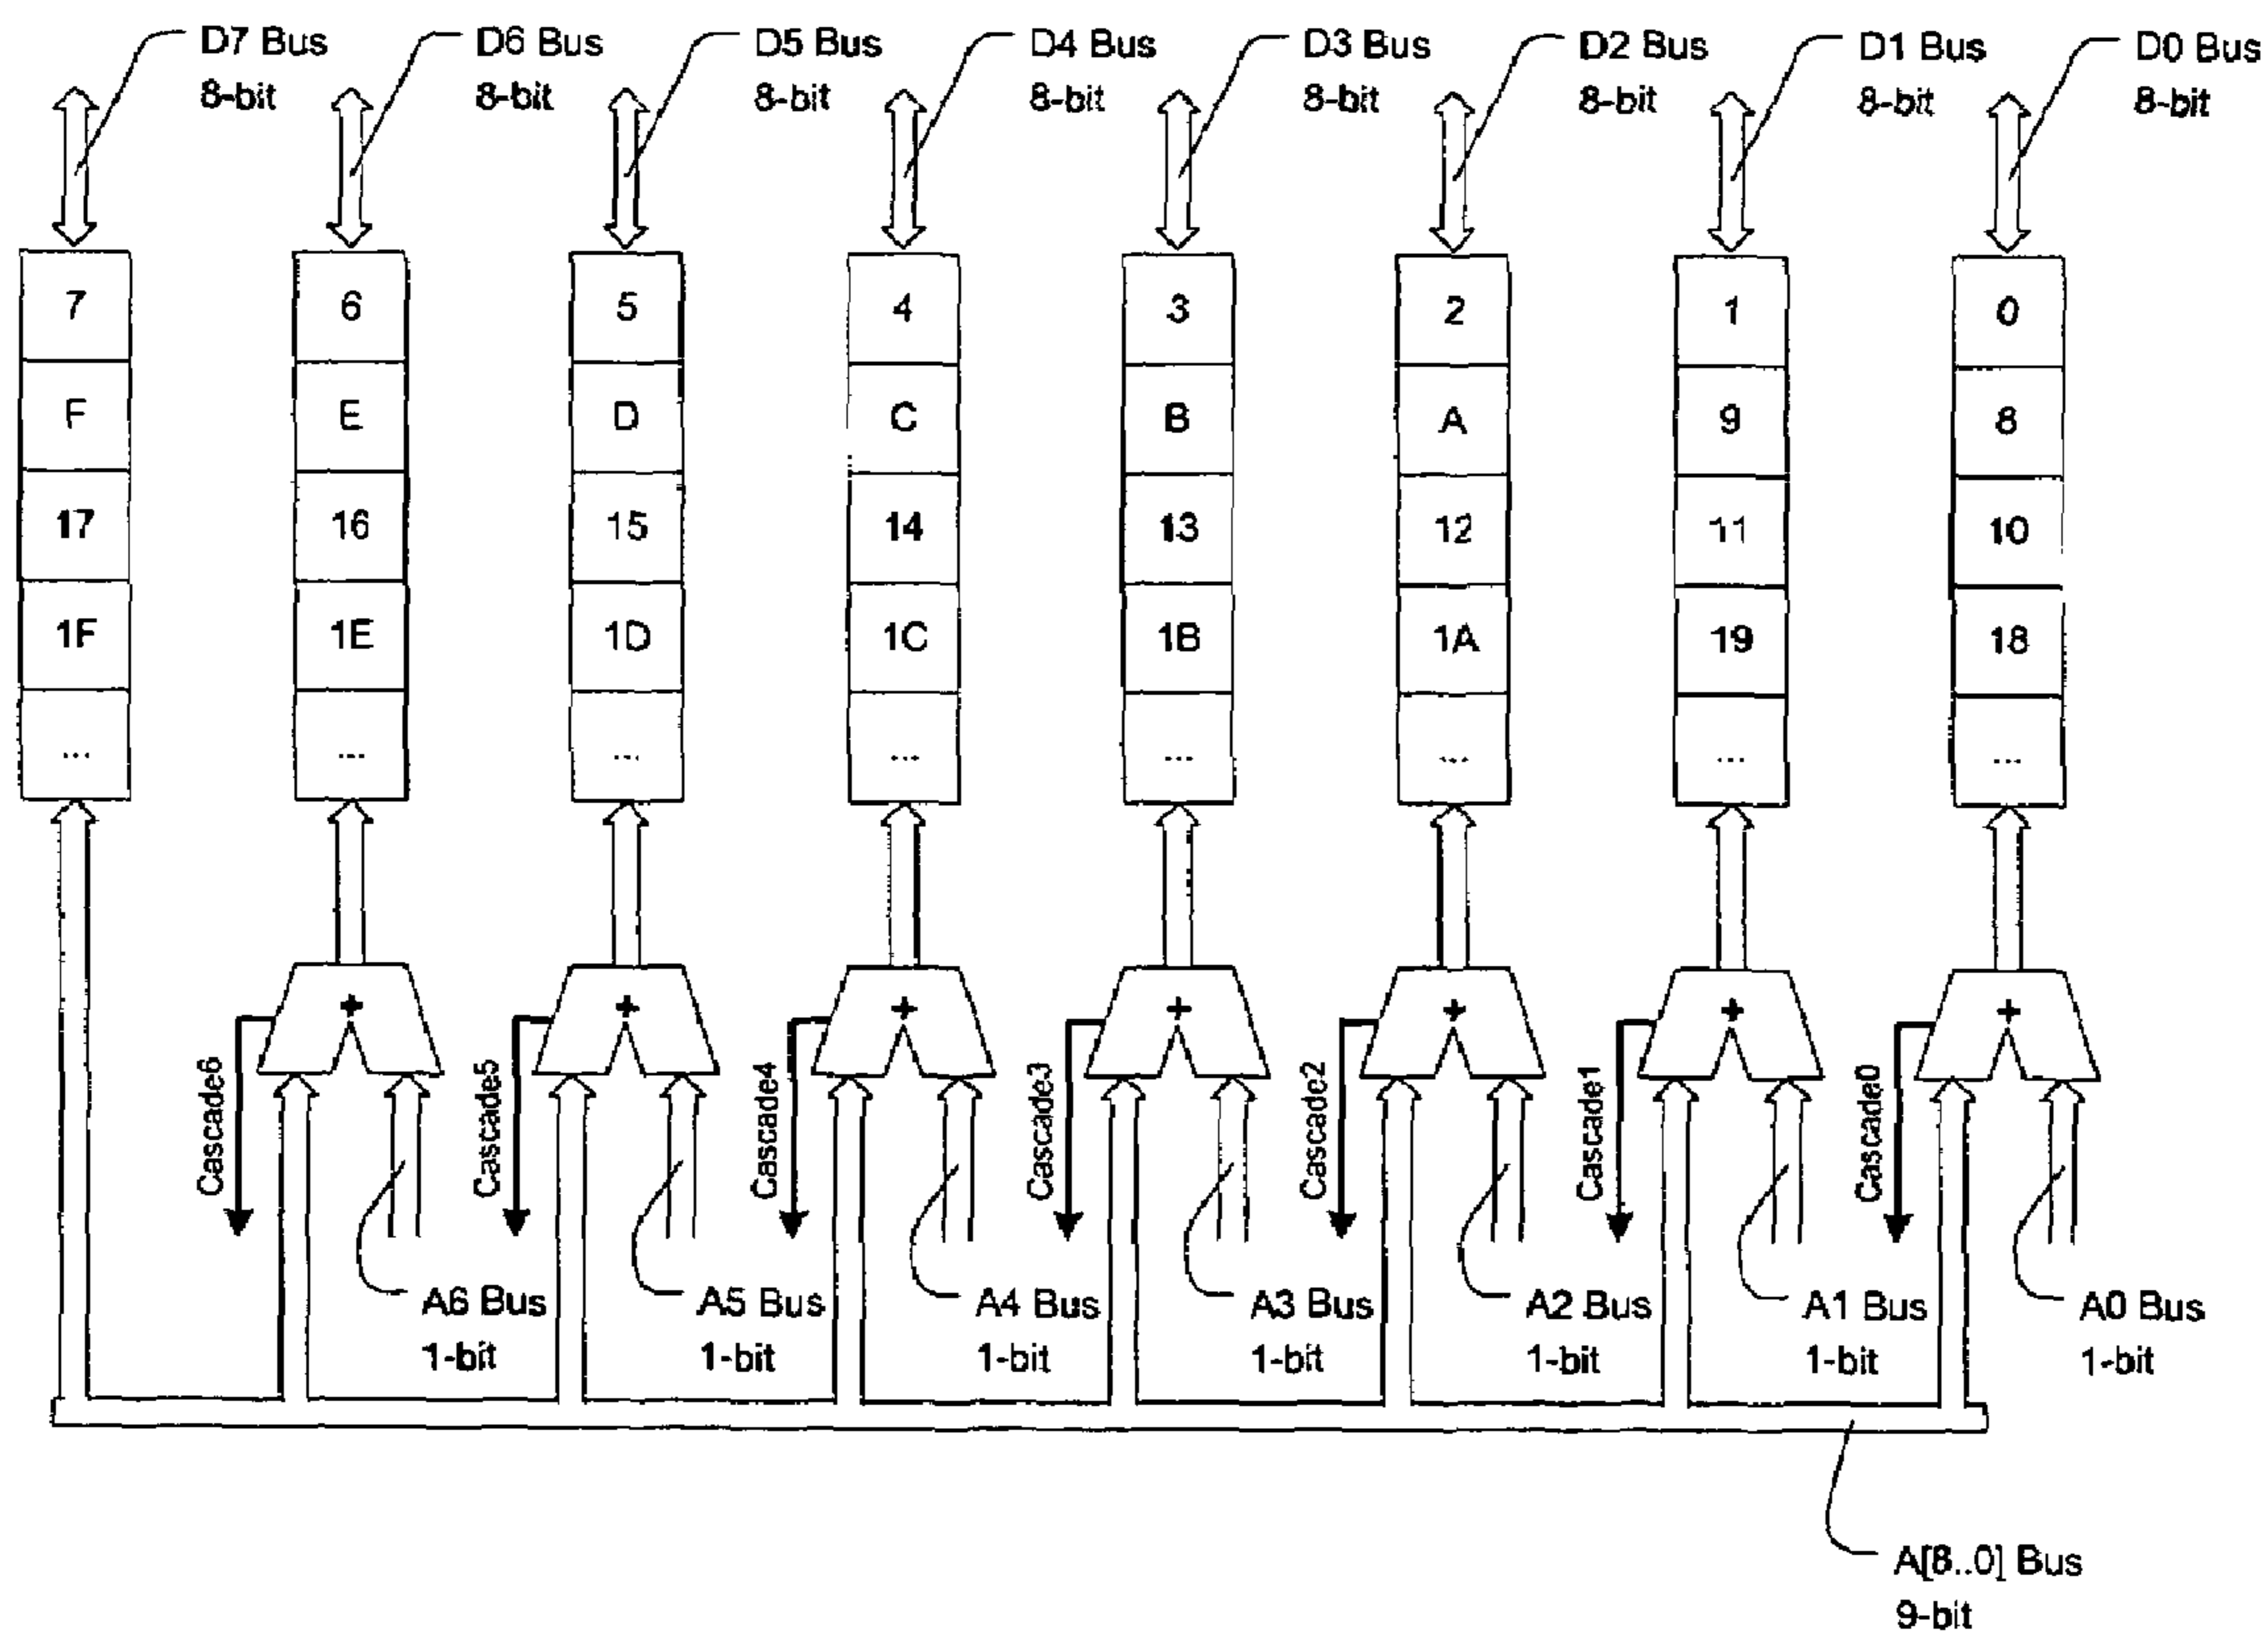 D7 Bus
8-bit
D6 Bus
8-bit
D5 Bus
8-bit
D4 Bus
8-bit
D3 Bus
8-bit
D2 Bus
8-bit
D1 Bus
8-bit
D0 Bus
8-bit
7 6 5 4 3 2 1 0
F E D C B A 9 8
17 16 15 14 13 12 11 10
1F 1E 1D 1C 1B 1A 19 18
... ... ... ... ... ... ... ...
+ + + + + + +
Cascade6
Cascade5
Cascade4
Cascade3
Cascade2
Cascade1
Cascade0
A6 Bus
1-bit
A5 Bus
1-bit
A4 Bus
1-bit
A3 Bus
1-bit
A2 Bus
1-bit
A1 Bus
1-bit
A0 Bus
1-bit
A[8..0] Bus
9-bit